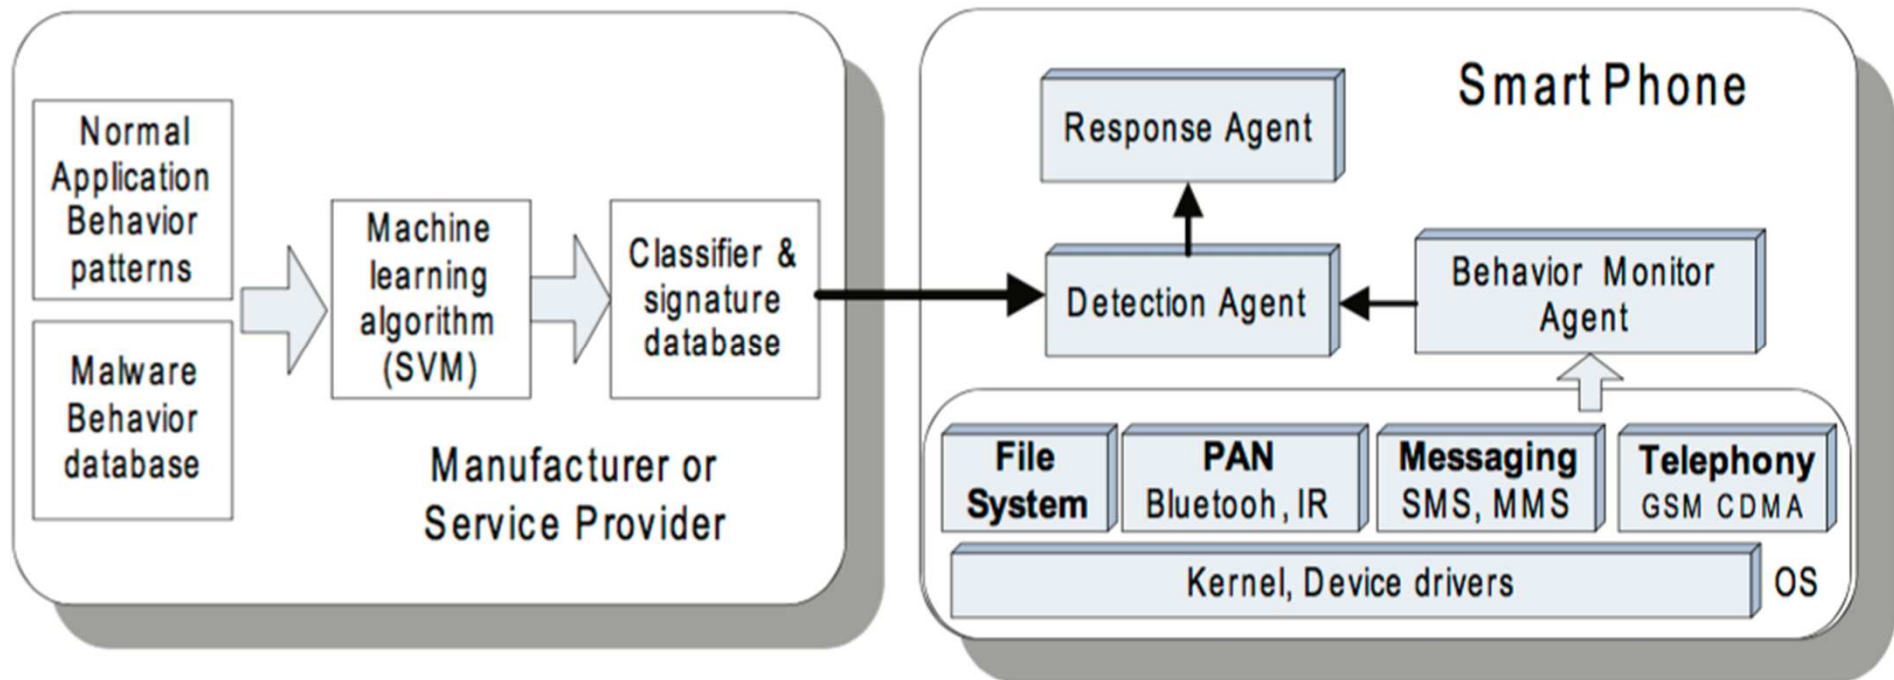 Normal
Application
Behavior
patterns
Malware
Behavior
database
Machine
learning
algorithm
(SVM)
Classifier &
signature
database
Manufacturer or
Service Provider
Smart Phone
Response Agent
Detection Agent
Behavior Monitor
Agent
File
System
PAN
Bluetooh, IR
Messaging
SMS, MMS
Telephony
GSM CDMA
Kernel, Device drivers
OS